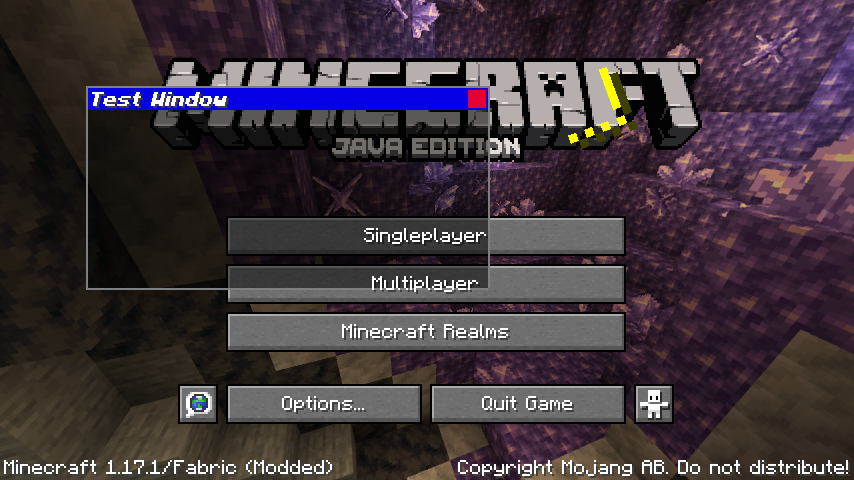 MINCERAFT
...!
Test Window
JAVA EDITION
Singleplayer
Multiplayer
Minecraft Realms
Options...
Quit Game
Minecraft 1.17.1/Fabric (Modded)
Copyright Mojang AB. Do not distribute!